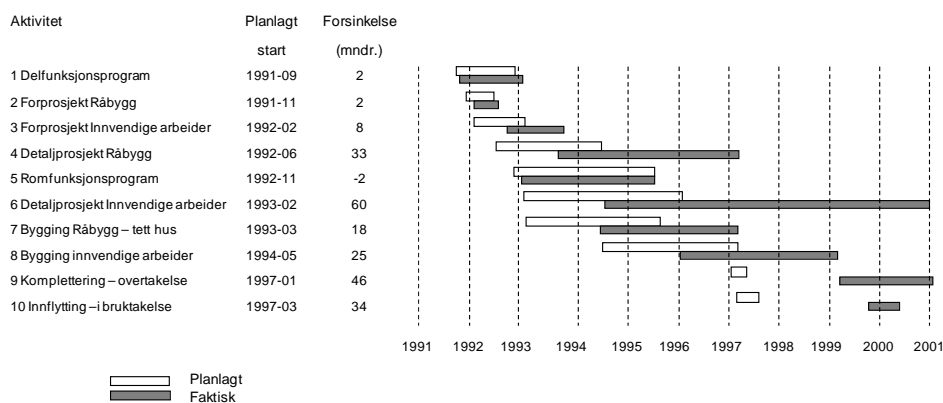 Aktivitet Planlagt Forsinkelse
start (mndr.)
1 Delfunksjonsprogram 1991-09 2
2 Forprosjekt Råbygg 1991-11 2
3 Forprosjekt Innvendige arbeider 1992-02 8
4 Detaljprosjekt Råbygg 1992-06 33
5 Romfunksjonsprogram 1992-11 -2
6 Detaljprosjekt Innvendige arbeider 1993-02 60
7 Bygging Råbygg – tett hus 1993-03 18
8 Bygging innvendige arbeider 1994-05 25
9 Komplettering – overtakelse 1997-01 46
10 Innflytting – i bruktakelse 1997-03 34
1991 1992 1993 1994 1995 1996 1997 1998 1999 2000 2001
Planlagt
Faktisk